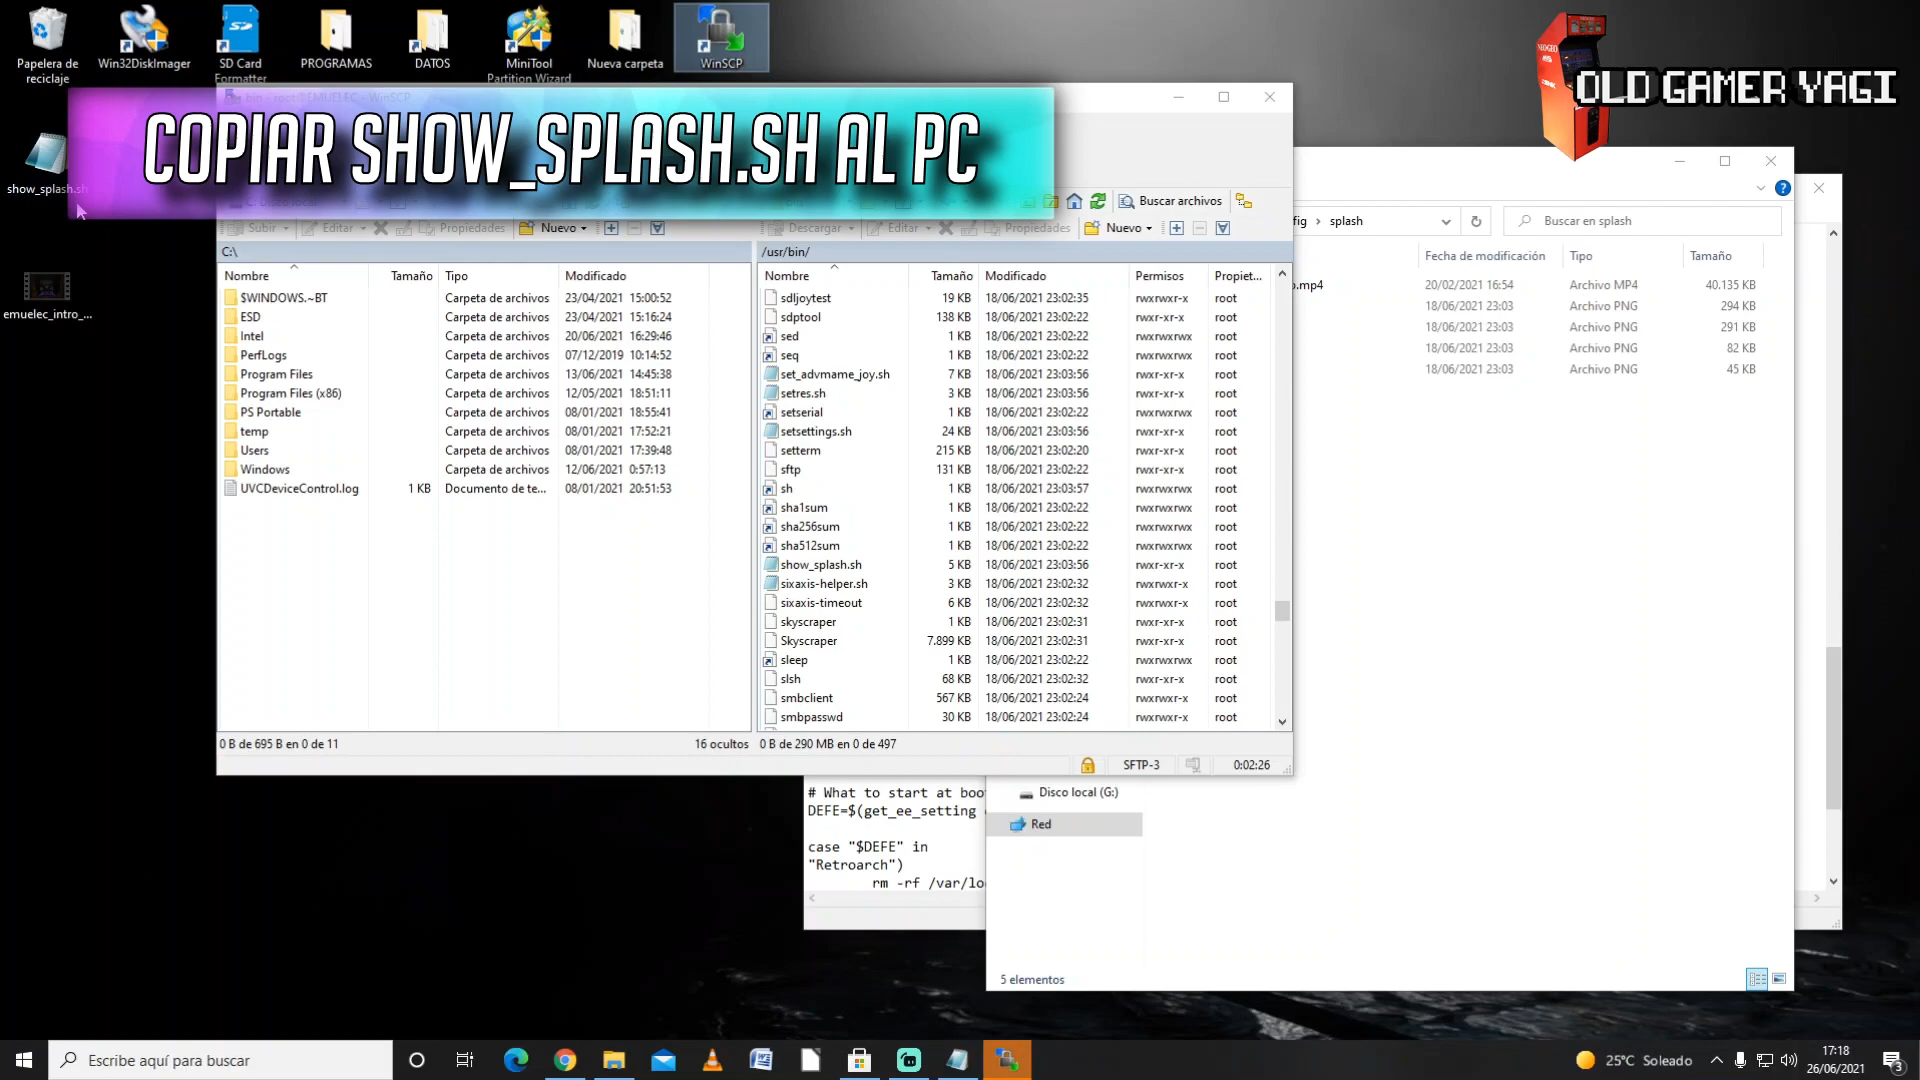 Papelera de
reciclaje
Win32DiskImager
SD Card
Formatter
PROGRAMAS
DATOS
MiniTool
Partition Wizard
Nueva carpeta
WinSCP
OLD GAMER YAGI
COPIAR SHOW_SPLASH.SH AL PC
show_splash.sh
emuelec_intro_...
bin - root@EMUELEC - WinSCP
Buscar archivos
Subir
Editar
Propiedades
Nuevo
Descargar
Editar
Propiedades
Nuevo
C:\
/usr/bin/
Nombre Tamaño Tipo Modificado
$WINDOWS.~BT Carpeta de archivos 23/04/2021 15:00:52
ESD Carpeta de archivos 23/04/2021 15:16:24
Intel Carpeta de archivos 20/06/2021 16:29:46
PerfLogs Carpeta de archivos 07/12/2019 10:14:52
Program Files Carpeta de archivos 13/06/2021 14:45:38
Program Files (x86) Carpeta de archivos 12/05/2021 18:51:11
PS Portable Carpeta de archivos 08/01/2021 18:55:41
temp Carpeta de archivos 08/01/2021 17:52:21
Users Carpeta de archivos 08/01/2021 17:39:48
Windows Carpeta de archivos 12/06/2021 0:57:13
UVCDeviceControl.log 1 KB Documento de te... 08/01/2021 20:51:53
Nombre Tamaño Modificado Permisos Propiet...
sdljoytest 19 KB 18/06/2021 23:02:35 rwxrwxr-x root
sdptool 138 KB 18/06/2021 23:02:22 rwxr-xr-x root
sed 1 KB 18/06/2021 23:02:22 rwxrwxrwx root
seq 1 KB 18/06/2021 23:02:22 rwxrwxrwx root
set_advmame_joy.sh 7 KB 18/06/2021 23:03:56 rwxr-xr-x root
setres.sh 3 KB 18/06/2021 23:03:56 rwxr-xr-x root
setserial 1 KB 18/06/2021 23:02:22 rwxrwxrwx root
setsettings.sh 24 KB 18/06/2021 23:03:56 rwxr-xr-x root
setterm 215 KB 18/06/2021 23:02:20 rwxr-xr-x root
sftp 131 KB 18/06/2021 23:02:22 rwxr-xr-x root
sh 1 KB 18/06/2021 23:03:57 rwxrwxrwx root
sha1sum 1 KB 18/06/2021 23:02:22 rwxrwxrwx root
sha256sum 1 KB 18/06/2021 23:02:22 rwxrwxrwx root
sha512sum 1 KB 18/06/2021 23:02:22 rwxrwxrwx root
show_splash.sh 5 KB 18/06/2021 23:03:56 rwxr-xr-x root
sixaxis-helper.sh 3 KB 18/06/2021 23:02:32 rwxrwxr-x root
sixaxis-timeout 6 KB 18/06/2021 23:02:32 rwxrwxr-x root
skyscraper 1 KB 18/06/2021 23:02:31 rwxr-xr-x root
Skyscraper 7.899 KB 18/06/2021 23:02:31 rwxr-xr-x root
sleep 1 KB 18/06/2021 23:02:22 rwxrwxrwx root
slsh 68 KB 18/06/2021 23:02:32 rwxr-xr-x root
smbclient 567 KB 18/06/2021 23:02:24 rwxrwxr-x root
smbpasswd 30 KB 18/06/2021 23:02:24 rwxrwxr-x root
0 B de 695 B en 0 de 11
16 ocultos
0 B de 290 MB en 0 de 497
SFTP-3
0:02:26
fig > splash
Buscar en splash
Fecha de modificación Tipo Tamaño
o.mp4 20/02/2021 16:54 Archivo MP4 40.135 KB
18/06/2021 23:03 Archivo PNG 294 KB
18/06/2021 23:03 Archivo PNG 291 KB
18/06/2021 23:03 Archivo PNG 82 KB
18/06/2021 23:03 Archivo PNG 45 KB
# What to start at boo
DEFE=$(get_ee_setting
case "$DEFE" in
"Retroarch")
rm -rf /var/lo
Disco local (G:)
Red
5 elementos
Escribe aquí para buscar
25°C Soleado
17:18
26/06/2021
3